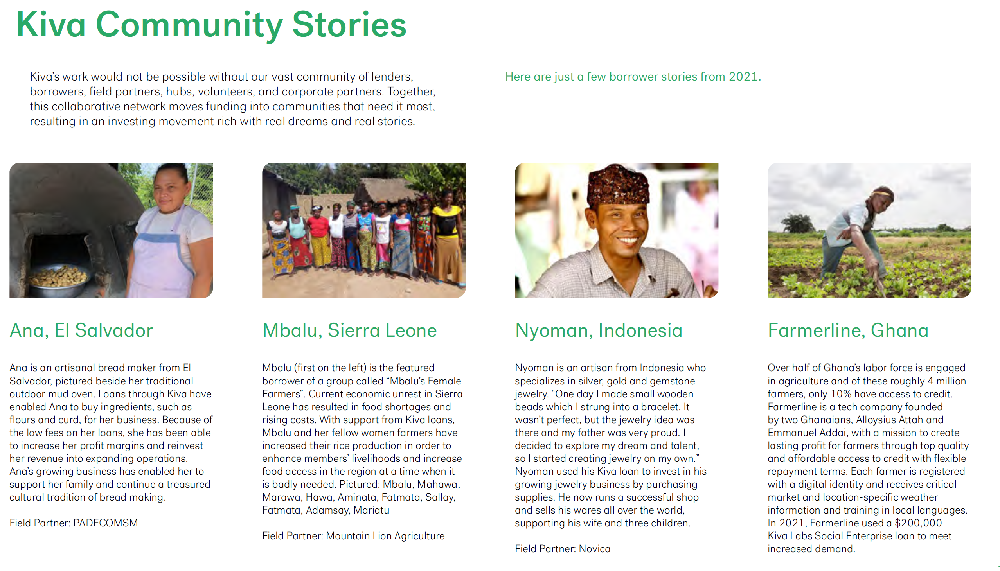 Kiva Community Stories
Kiva’s work would not be possible without our vast community of lenders,
borrowers, field partners, hubs, volunteers, and corporate partners. Together,
this collaborative network moves funding into communities that need it most,
resulting in an investing movement rich with real dreams and real stories.
Here are just a few borrower stories from 2021.
Ana, El Salvador
Ana is an artisanal bread maker from El
Salvador, pictured beside her traditional
outdoor mud oven. Loans through Kiva have
enabled Ana to buy ingredients, such as
flours and curd, for her business. Because of
the low fees on her loans, she has been able
to increase her profit margins and reinvest
her revenue into expanding operations.
Ana’s growing business has enabled her to
support her family and continue a treasured
cultural tradition of bread making.
Field Partner: PADECOMSM
Mbalu, Sierra Leone
Mbalu (first on the left) is the featured
borrower of a group called “Mbalu’s Female
Farmers”. Current economic unrest in Sierra
Leone has resulted in food shortages and
rising costs. With support from Kiva loans,
Mbalu and her fellow women farmers have
increased their rice production in order to
enhance members’ livelihoods and increase
food access in the region at a time when it
is badly needed. Pictured: Mbalu, Mahawa,
Marawa, Hawa, Aminata, Fatmata, Sallay,
Fatmata, Adamsay, Mariatu
Field Partner: Mountain Lion Agriculture
Nyoman, Indonesia
Nyoman is an artisan from Indonesia who
specializes in silver, gold and gemstone
jewelry. “One day I made small wooden
beads which I strung into a bracelet. It
wasn’t perfect, but the jewelry idea was
there and my father was very proud. I
decided to explore my dream and talent,
so I started creating jewelry on my own.”
Nyoman used his Kiva loan to invest in his
growing jewelry business by purchasing
supplies. He now runs a successful shop
and sells his wares all over the world,
supporting his wife and three children.
Field Partner: Novica
Farmerline, Ghana
Over half of Ghana’s labor force is engaged
in agriculture and of these roughly 4 million
farmers, only 10% have access to credit.
Farmerline is a tech company founded
by two Ghanaians, Alloysius Attah and
Emmanuel Addai, with a mission to create
lasting profit for farmers through top quality
and affordable access to credit with flexible
repayment terms. Each farmer is registered
with a digital identity and receives critical
market and location-specific weather
information and training in local languages.
In 2021, Farmerline used a $200,000
Kiva Labs Social Enterprise loan to meet
increased demand.